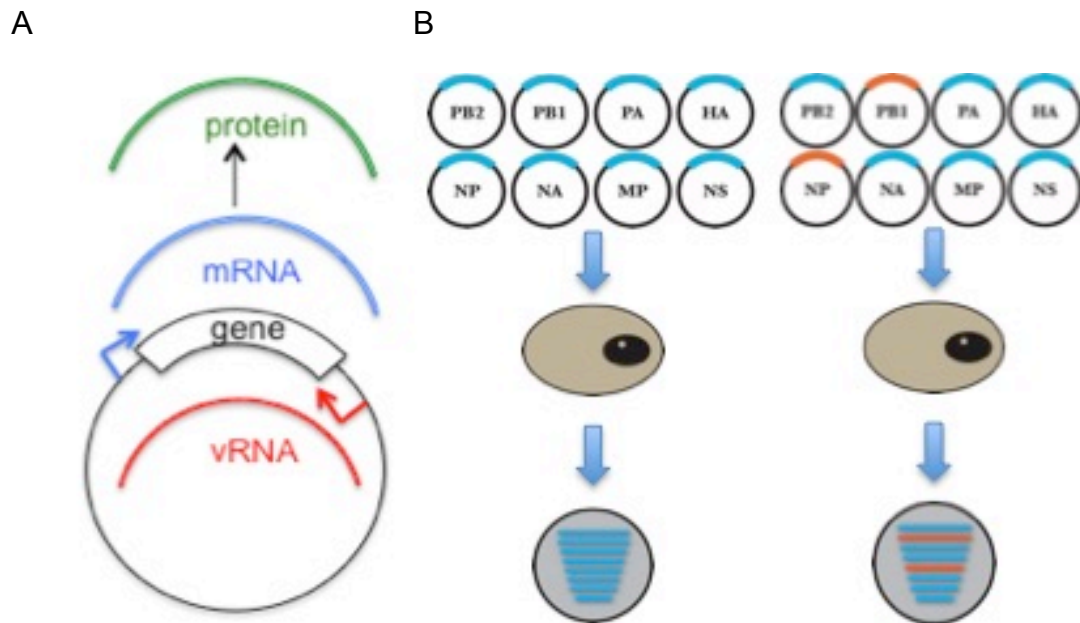 A
B
protein
mRNA
gene
vRNA
PB2 PB1 PA HA
NP NA MP NS
PB2 PB1 PA HA
NP NA MP NS